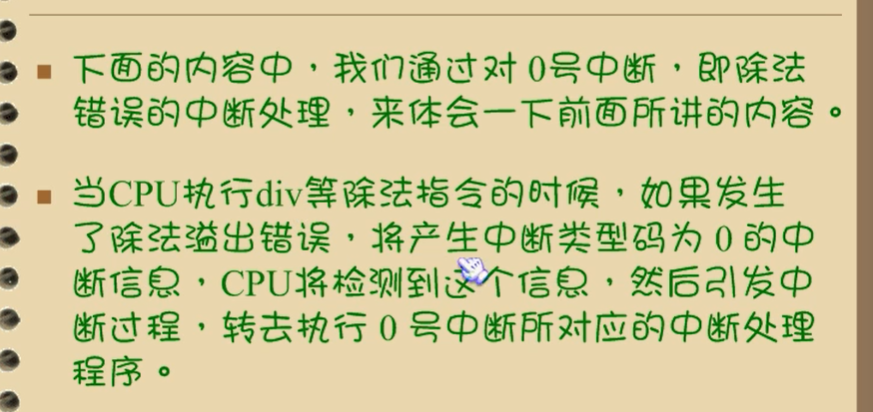 下面的内容中，我们通过对 0号中断，即除法
错误的中断处理，来体会一下前面所讲的内容。
当CPU执行div等除法指令的时候，如果发生
了除法溢出错误，将产生中断类型码为 0 的中
断信息，CPU将检测到这个信息，然后引发中
断过程，转去执行 0 号中断所对应的中断处理
程序。